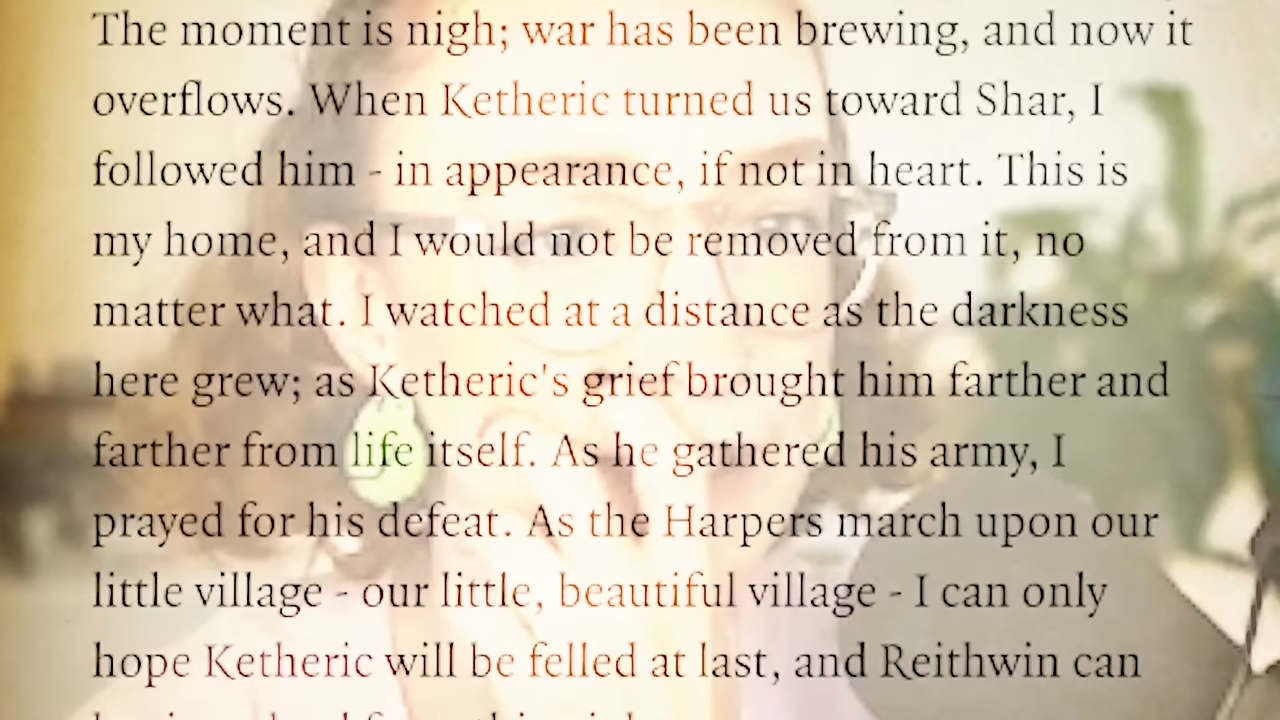 The moment is nigh; war has been brewing, and now it
overflows. When Ketheric turned us toward Shar, I
followed him - in appearance, if not in heart. This is
my home, and I would not be removed from it, no
matter what. I watched at a distance as the darkness
here grew; as Ketheric's grief brought him farther and
farther from life itself. As he gathered his army, I
prayed for his defeat. As the Harpers march upon our
little village - our little, beautiful village - I can only
hope Ketheric will be felled at last, and Reithwin can